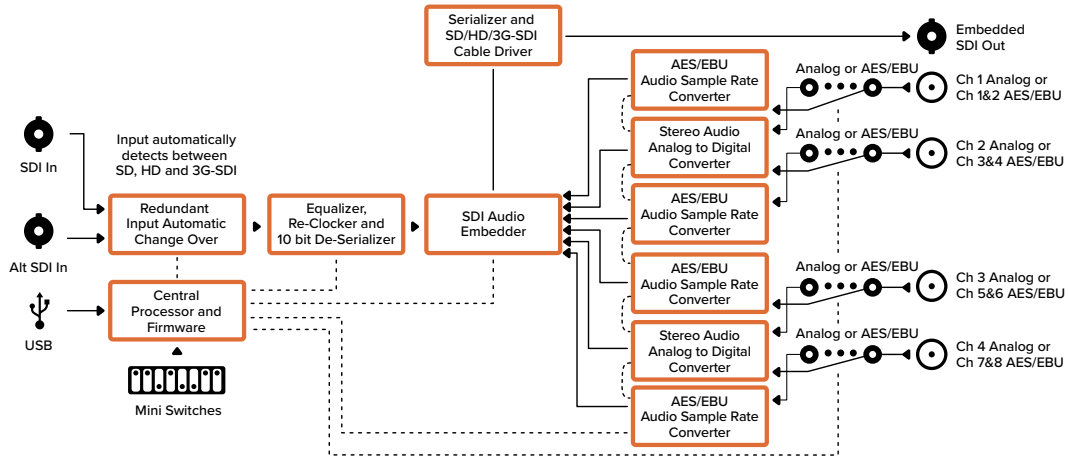 Serializer and
SD/HD/3G-SDI
Cable Driver
Embedded
SDI Out
AES/EBU
Audio Sample Rate
Converter
Analog or AES/EBU
Ch 1 Analog or
Ch 1&2 AES/EBU
SDI In
Input automatically
detects between
SD, HD and 3G-SDI
Stereo Audio
Analog to Digital
Converter
Analog or AES/EBU
Ch 2 Analog or
Ch 3&4 AES/EBU
Alt SDI In
Redundant
Input Automatic
Change Over
Equalizer,
Re-Clocker and
10 bit De-Serializer
SDI Audio
Embedder
AES/EBU
Audio Sample Rate
Converter
USB
Central
Processor and
Firmware
AES/EBU
Audio Sample Rate
Converter
Analog or AES/EBU
Ch 3 Analog or
Ch 5&6 AES/EBU
Stereo Audio
Analog to Digital
Converter
Analog or AES/EBU
Ch 4 Analog or
Ch 7&8 AES/EBU
Mini Switches
AES/EBU
Audio Sample Rate
Converter